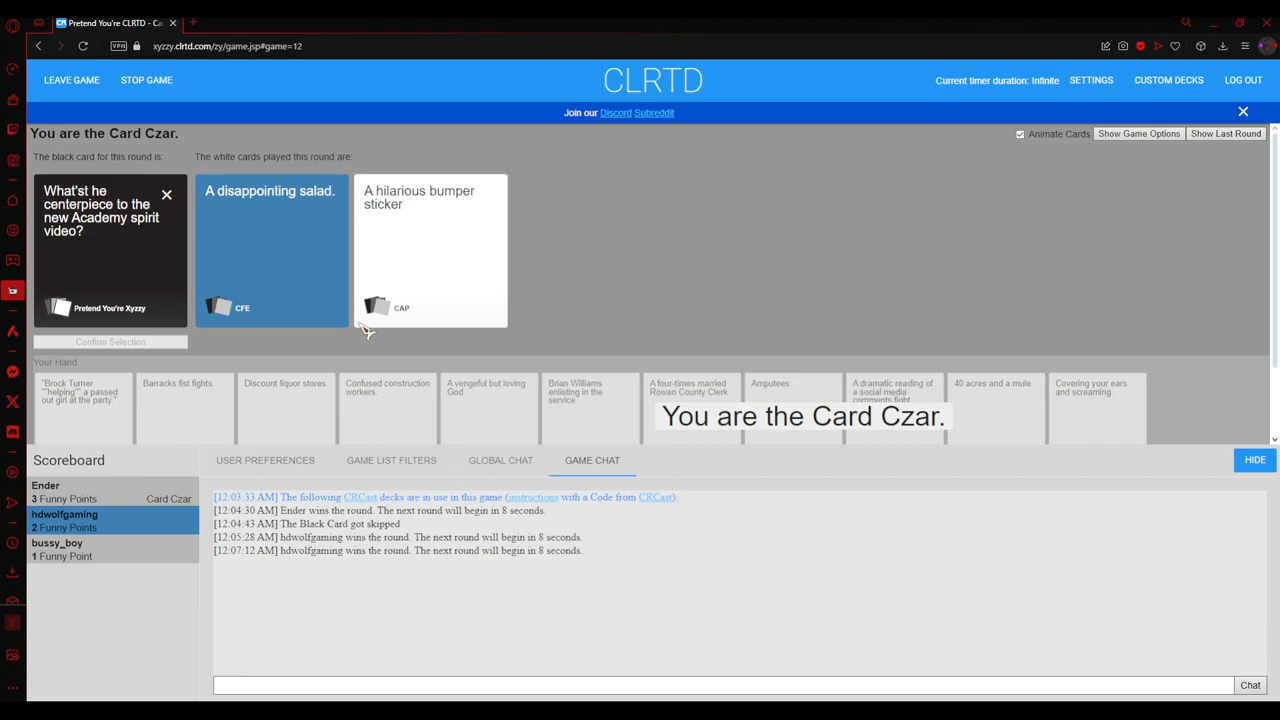 Pretend You're CLRTD - Ca
VPN
xyzzy.clrtd.com/zy/game.jsp#game=12
LEAVE GAME
STOP GAME
CLRTD
Current timer duration: Infinite
SETTINGS
CUSTOM DECKS
LOG OUT
Join our Discord Subreddit
You are the Card Czar.
Animate Cards
Show Game Options
Show Last Round
The black card for this round is:
The white cards played this round are:
What'st he
centerpiece to the
new Academy spirit
video?
Pretend You're Xyzzy
A disappointing salad.
CFE
A hilarious bumper
sticker
CAP
Confirm Selection
Your Hand
"Brock Turner
""helping"" a passed
out girl at the party."
Barracks fist fights.
Discount liquor stores.
Confused construction
workers.
A vengeful but loving
God.
Brian Williams
enlisting in the
service.
A four-times married
Rowan County Clerk.
Amputees.
A dramatic reading of
a social media
comments fight.
40 acres and a mule.
Covering your ears
and screaming.
You are the Card Czar.
Scoreboard
Ender
3 Funny Points
Card Czar
hdwolfgaming
2 Funny Points
bussy_boy
1 Funny Point
USER PREFERENCES
GAME LIST FILTERS
GLOBAL CHAT
GAME CHAT
HIDE
[12:03:33 AM] The following CRCast decks are in use in this game (instructions with a Code from CRCast):
[12:04:30 AM] Ender wins the round. The next round will begin in 8 seconds.
[12:04:43 AM] The Black Card got skipped
[12:05:28 AM] hdwolfgaming wins the round. The next round will begin in 8 seconds.
[12:07:12 AM] hdwolfgaming wins the round. The next round will begin in 8 seconds.
Chat